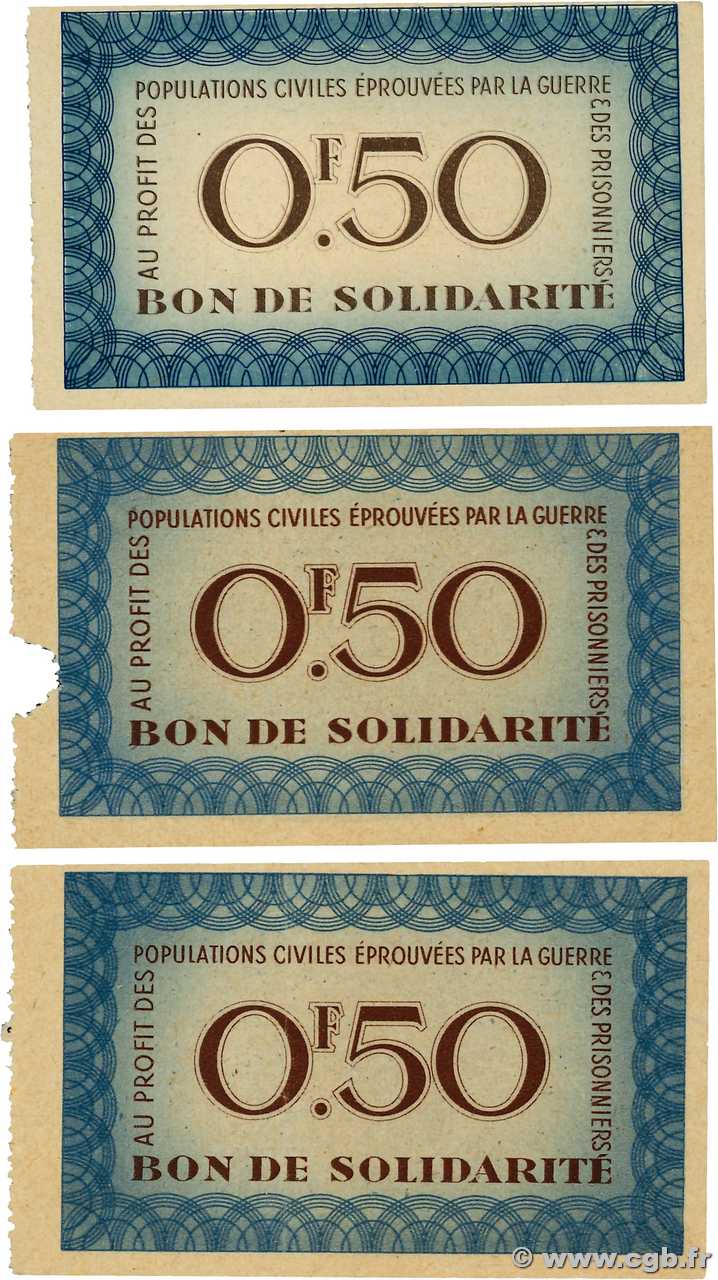 AU PROFIT DES
POPULATIONS CIVILES ÉPROUVÉES PAR LA GUERRE
& DES PRISONNIERS
0F.50
BON DE SOLIDARITÉ
AU PROFIT DES
POPULATIONS CIVILES ÉPROUVÉES PAR LA GUERRE
& DES PRISONNIERS
0F.50
BON DE SOLIDARITÉ
AU PROFIT DES
POPULATIONS CIVILES ÉPROUVÉES PAR LA GUERRE
& DES PRISONNIERS
0F.50
BON DE SOLIDARITÉ
© www.cgb.fr